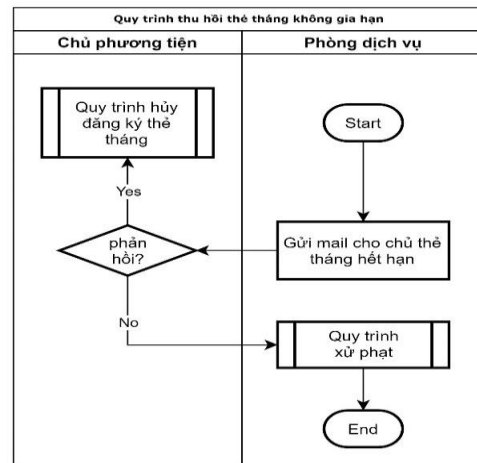 Quy trình thu hồi thẻ tháng không gia hạn
Chủ phương tiện
Phòng dịch vụ
Quy trình hủy
đăng ký thẻ
tháng
Start
Yes
phản
hồi?
Gửi mail cho chủ thẻ
tháng hết hạn
No
Quy trình
xử phạt
End